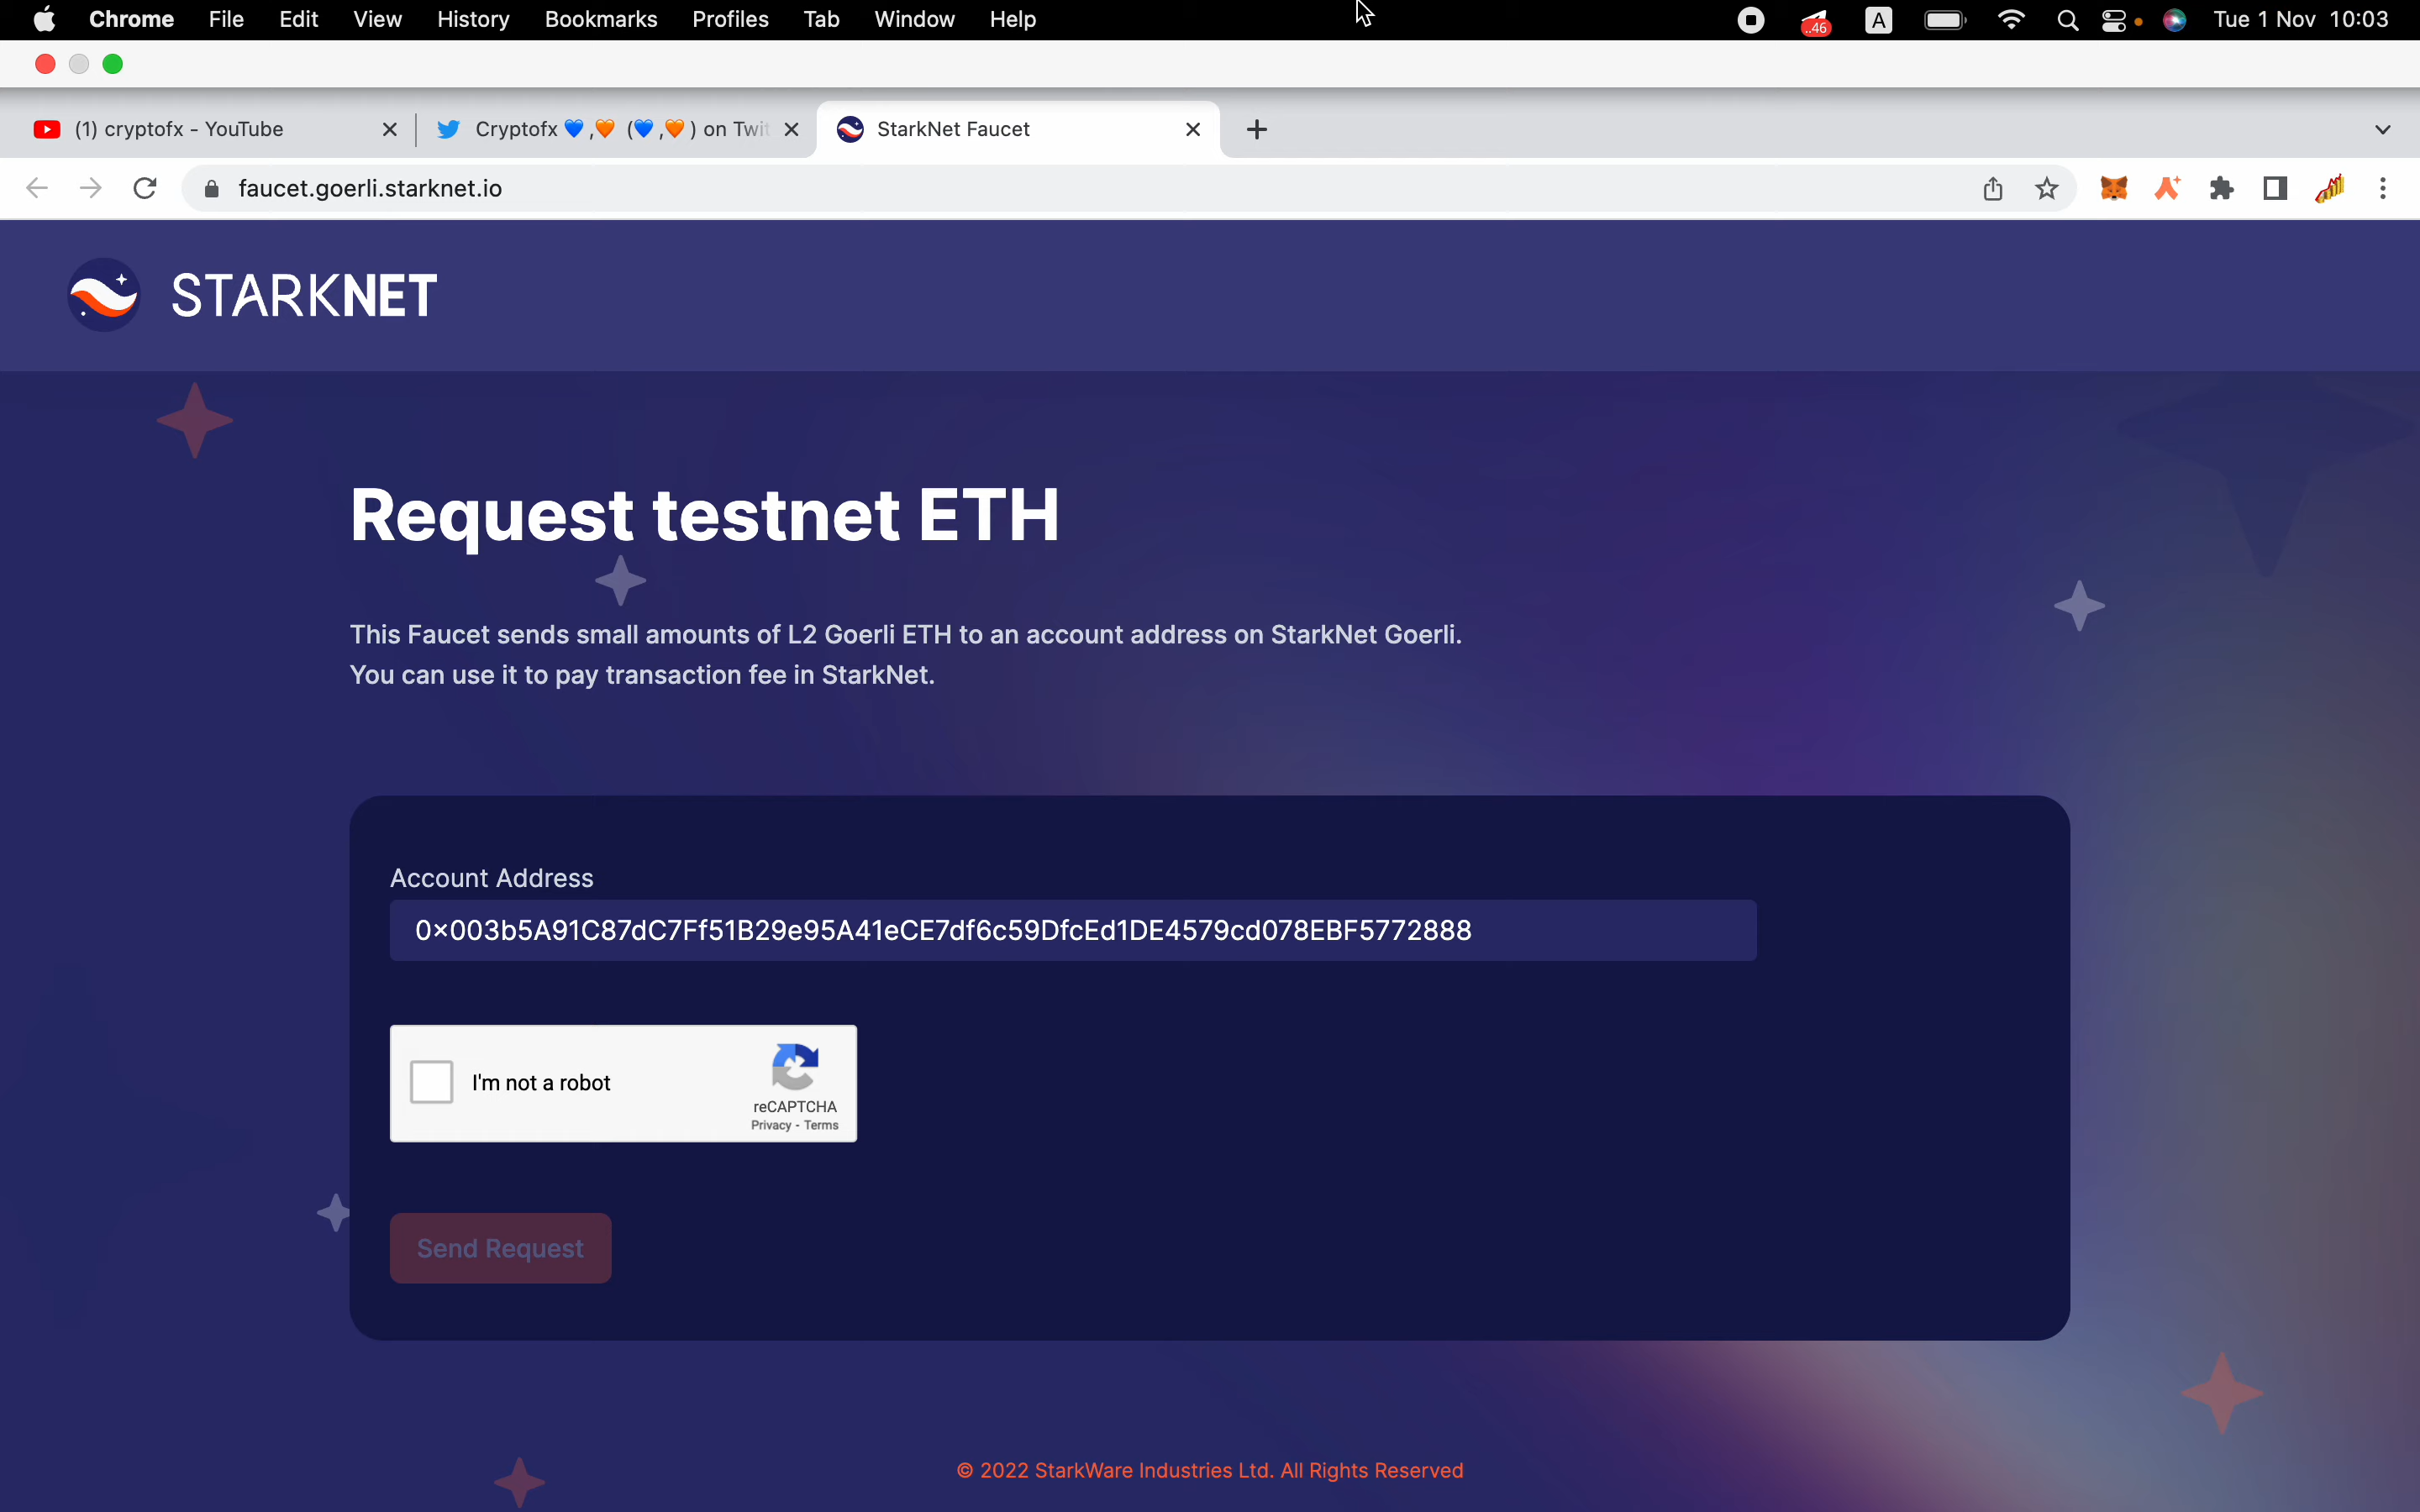 Chrome File Edit View History Bookmarks Profiles Tab Window Help ..46 A Tue 1 Nov 10:03
(1) cryptofx - YouTube Cryptofx 💙,🧡 (💙,🧡) on Twit StarkNet Faucet
faucet.goerli.starknet.io
STARKNET
Request testnet ETH
This Faucet sends small amounts of L2 Goerli ETH to an account address on StarkNet Goerli.
You can use it to pay transaction fee in StarkNet.
Account Address
0x003b5A91C87dC7Ff51B29e95A41eCE7df6c59DfcEd1DE4579cd078EBF5772888
I'm not a robot
reCAPTCHA
Privacy - Terms
Send Request
© 2022 StarkWare Industries Ltd. All Rights Reserved